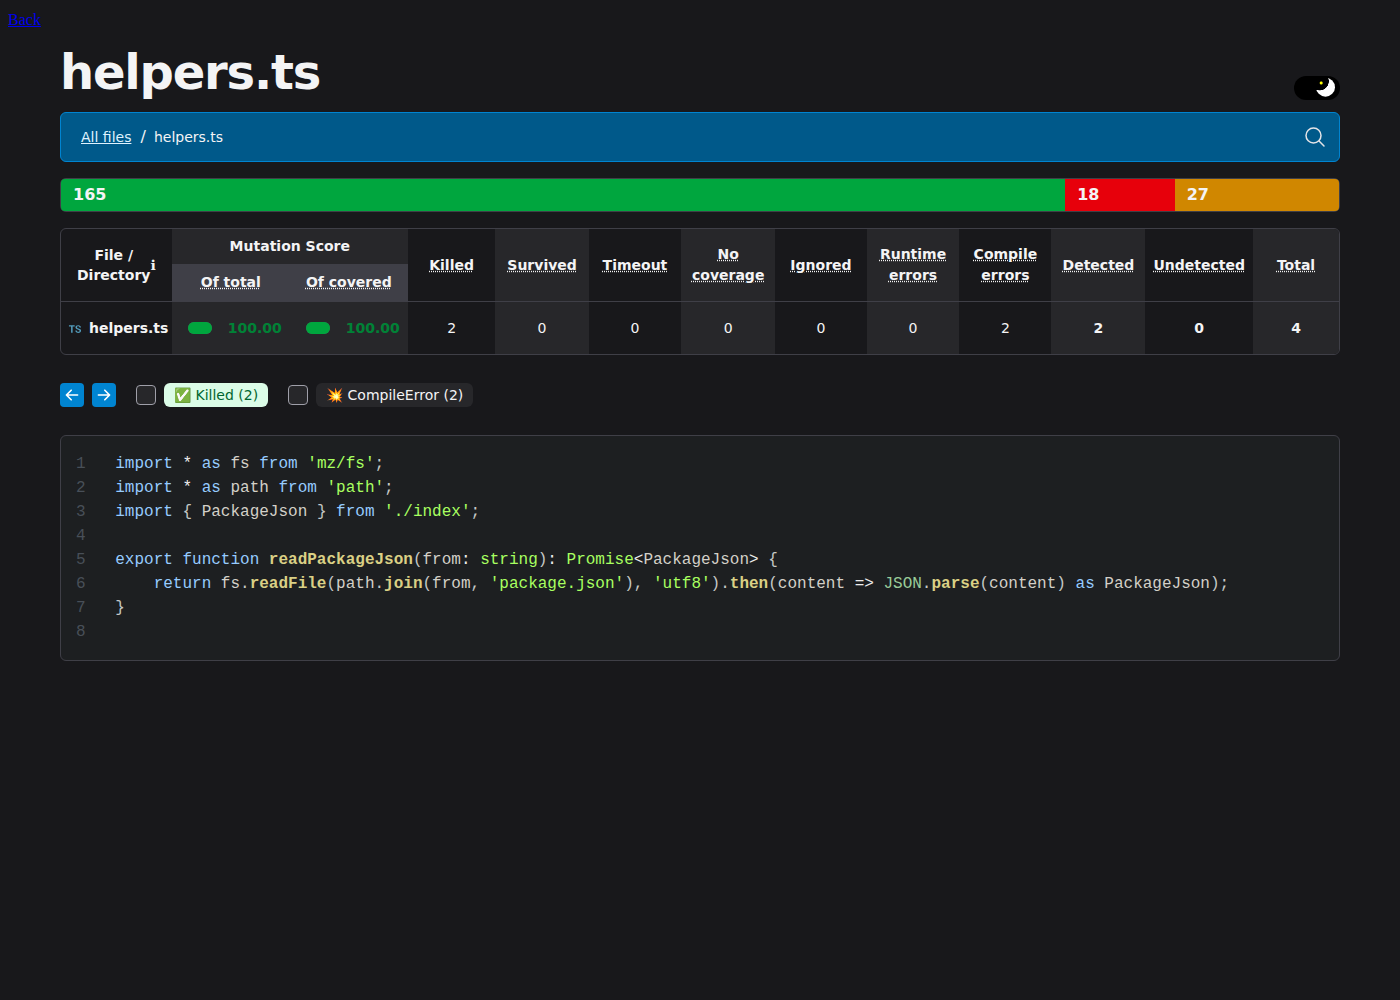 Back
helpers.ts
All files / helpers.ts
165 18 27
File / Directory ℹ Mutation Score Killed Survived Timeout No coverage Ignored Runtime errors Compile errors Detected Undetected Total
Of total Of covered
TS helpers.ts 100.00 100.00 2 0 0 0 0 0 2 2 0 4
✅ Killed (2) 💥 CompileError (2)
1 import * as fs from 'mz/fs';
2 import * as path from 'path';
3 import { PackageJson } from './index';
4
5 export function readPackageJson(from: string): Promise<PackageJson> {
6     return fs.readFile(path.join(from, 'package.json'), 'utf8').then(content => JSON.parse(content) as PackageJson);
7 }
8